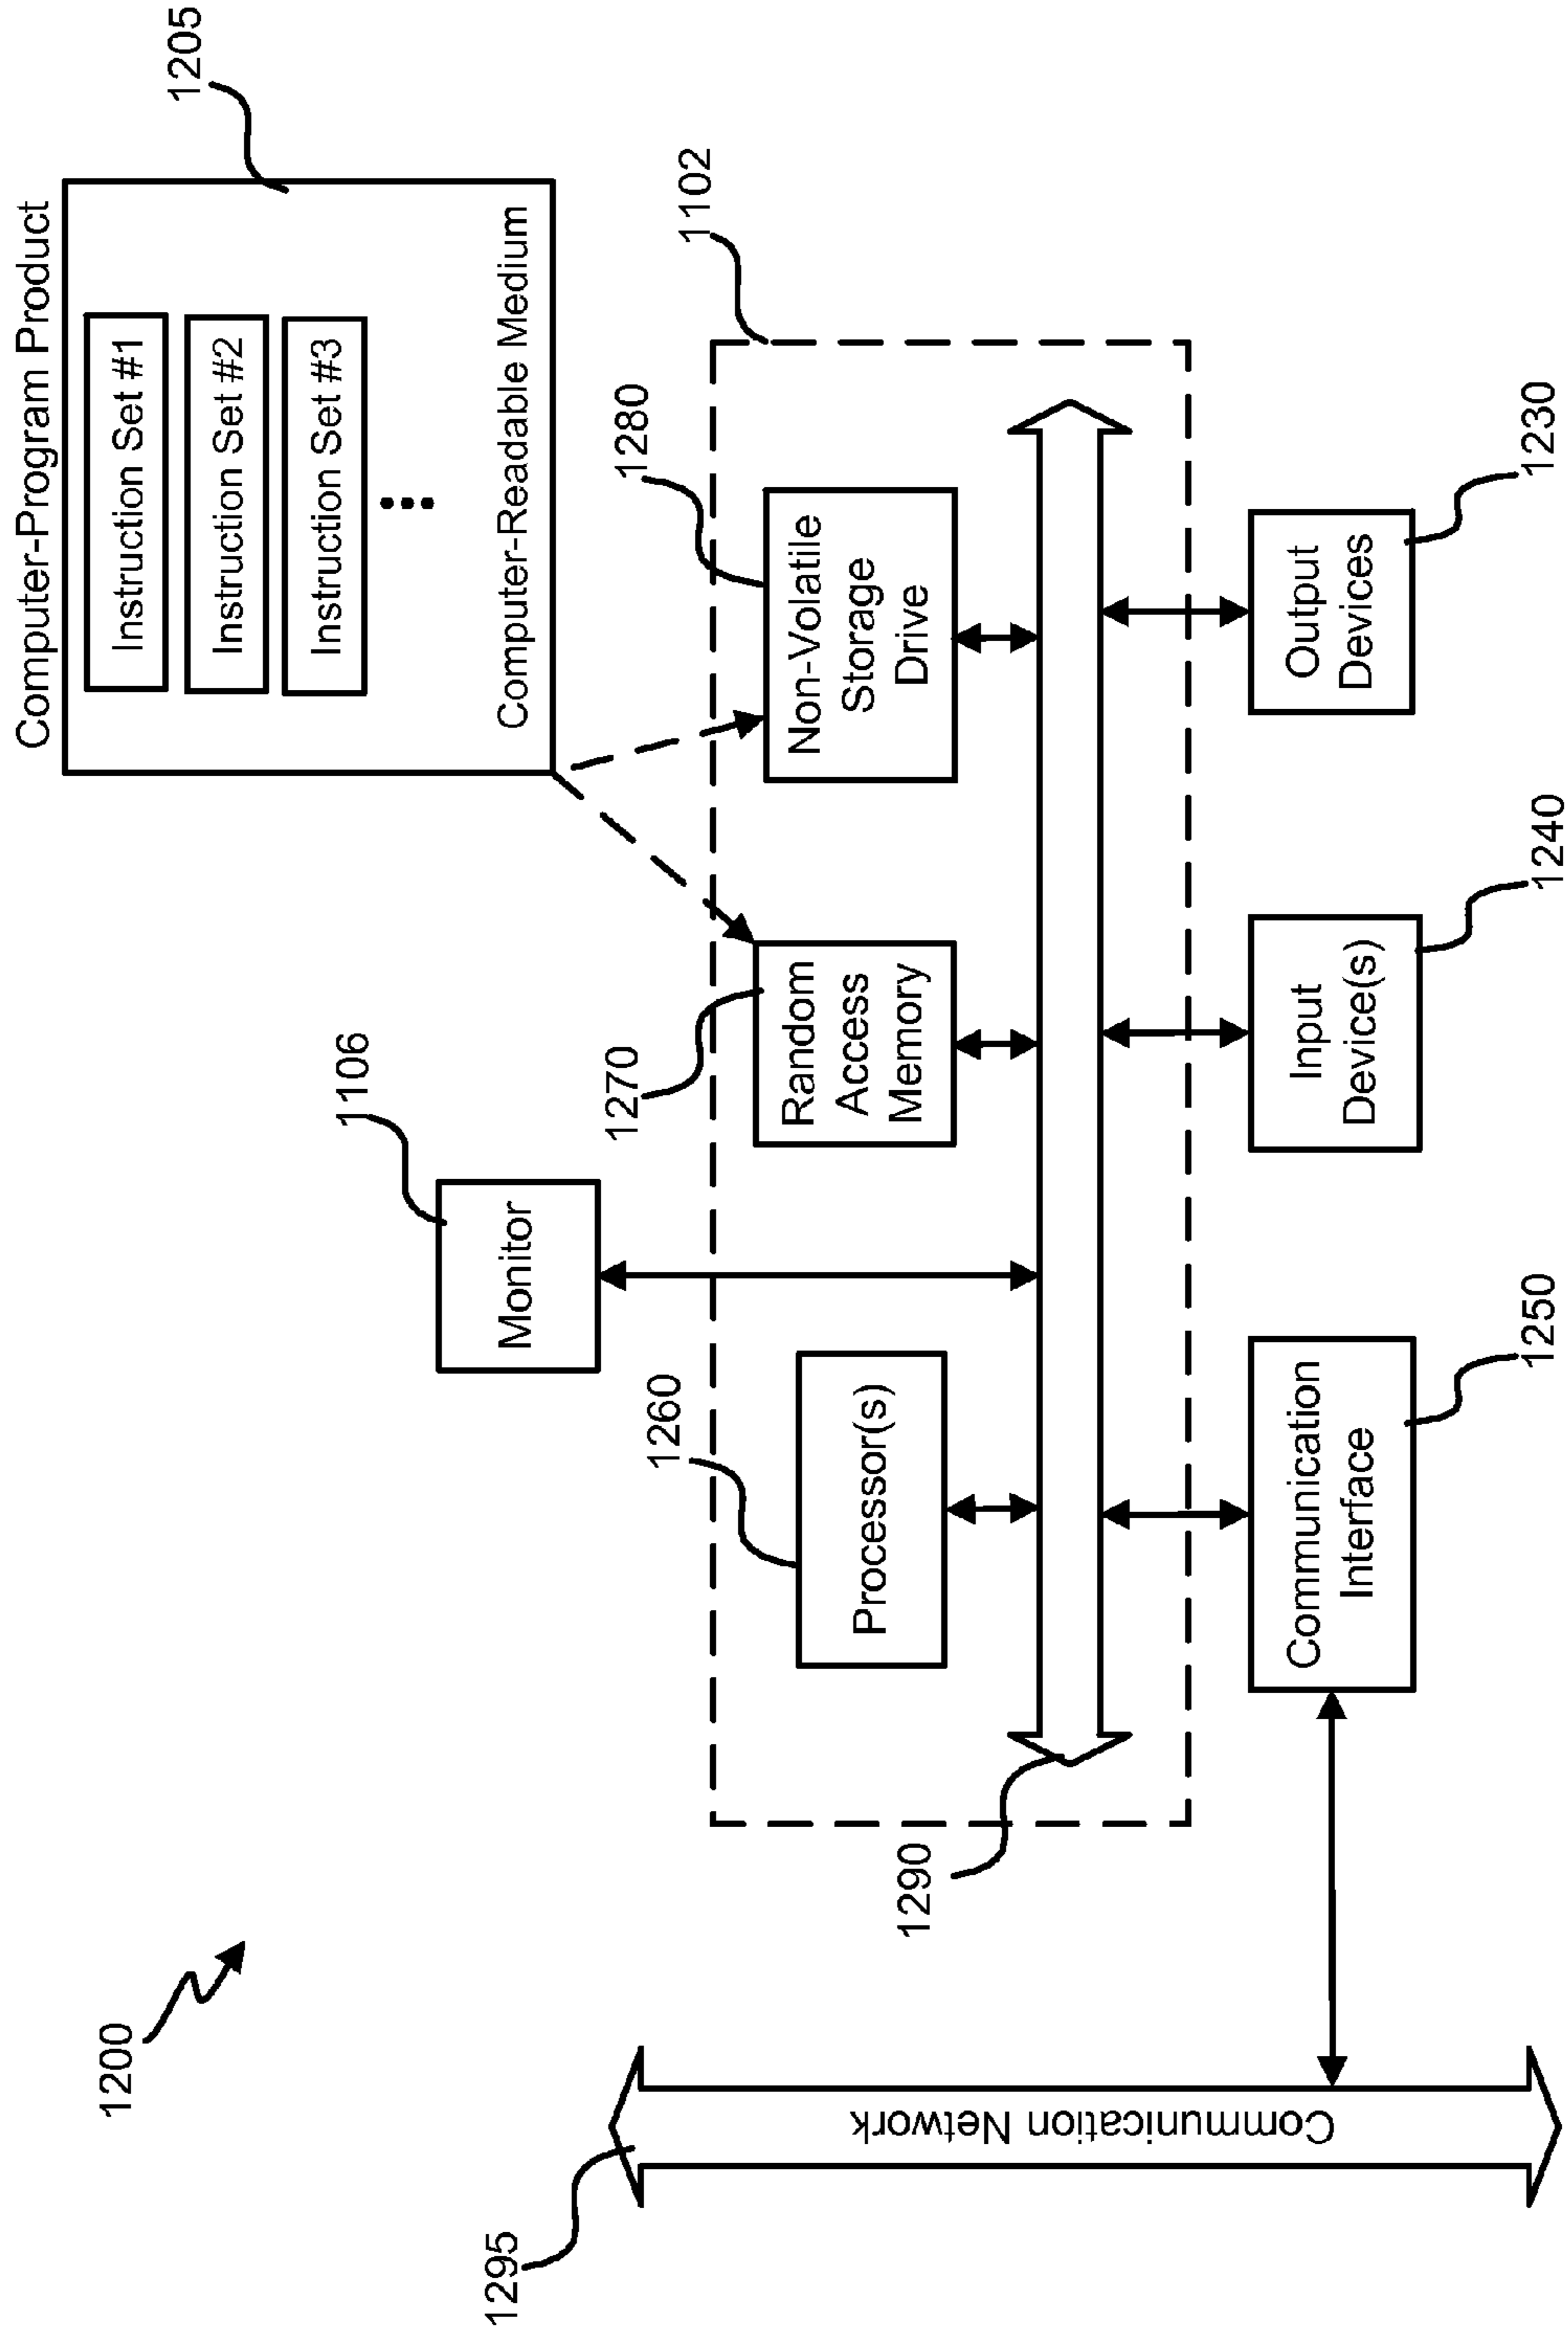 1200
Computer-Program Product
Instruction Set #1
Instruction Set #2
Instruction Set #3
Computer-Readable Medium
1205
Monitor
1106
1102
1260
Processor(s)
1270
Random
Access
Memory
1280
Non-Volatile
Storage
Drive
1290
1295
Communication Network
Communication
Interface
1250
Input
Device(s)
1240
Output
Devices
1230